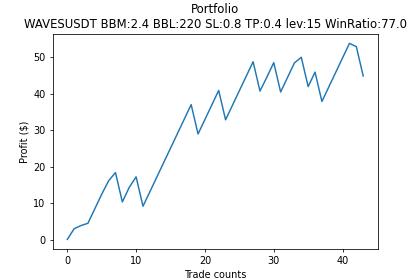 Portfolio
WAVESUSDT BBM:2.4 BBL:220 SL:0.8 TP:0.4 lev:15 WinRatio:77.0
50
40
30
20
10
0
Profit ($)
0 10 20 30 40
Trade counts